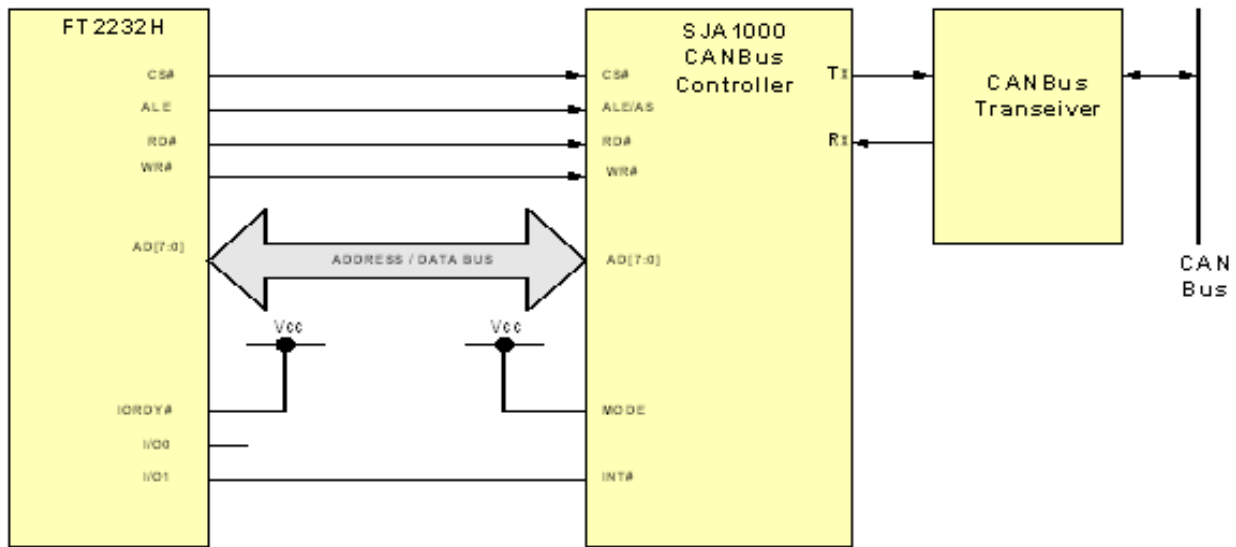 FT2232H
CS#
ALE
RD#
WR#
AD[7:0]
IORDY#
I/O0
I/O1
ADDRESS / DATA BUS
Vcc
Vcc
SJA1000
CANBus
Controller
CS#
ALE/AS
RD#
WR#
AD[7:0]
MODE
INT#
Tx
Rx
CANBus
Transeiver
CAN
Bus